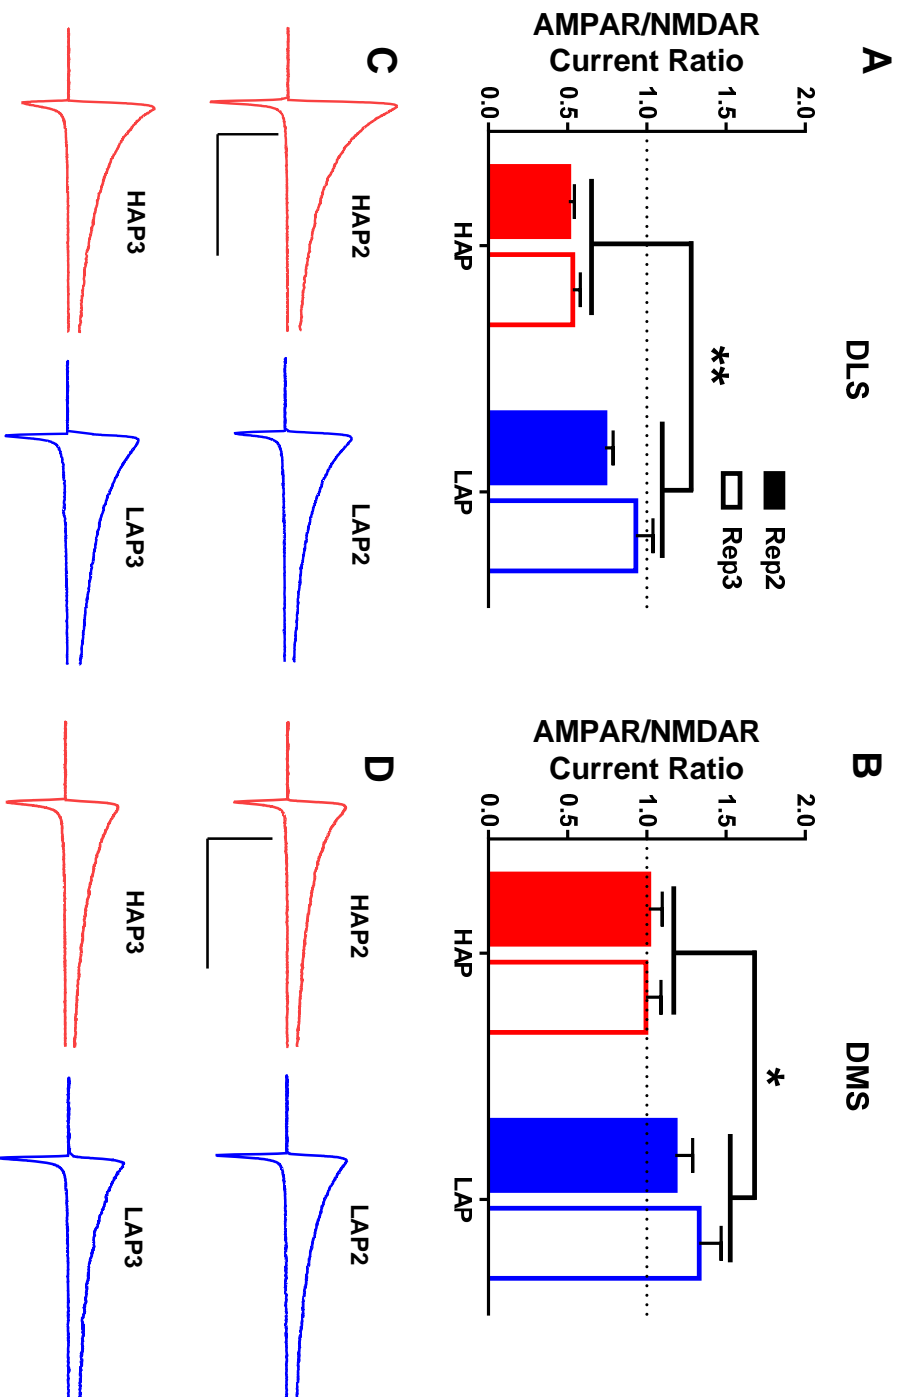 A
DLS
AMPAR/NMDAR
Current Ratio
2.0
1.5
1.0
0.5
0.0
**
Rep2
Rep3
HAP
LAP
B
DMS
AMPAR/NMDAR
Current Ratio
2.0
1.5
1.0
0.5
0.0
*
HAP
LAP
C
HAP2
LAP2
HAP3
LAP3
D
HAP2
LAP2
HAP3
LAP3